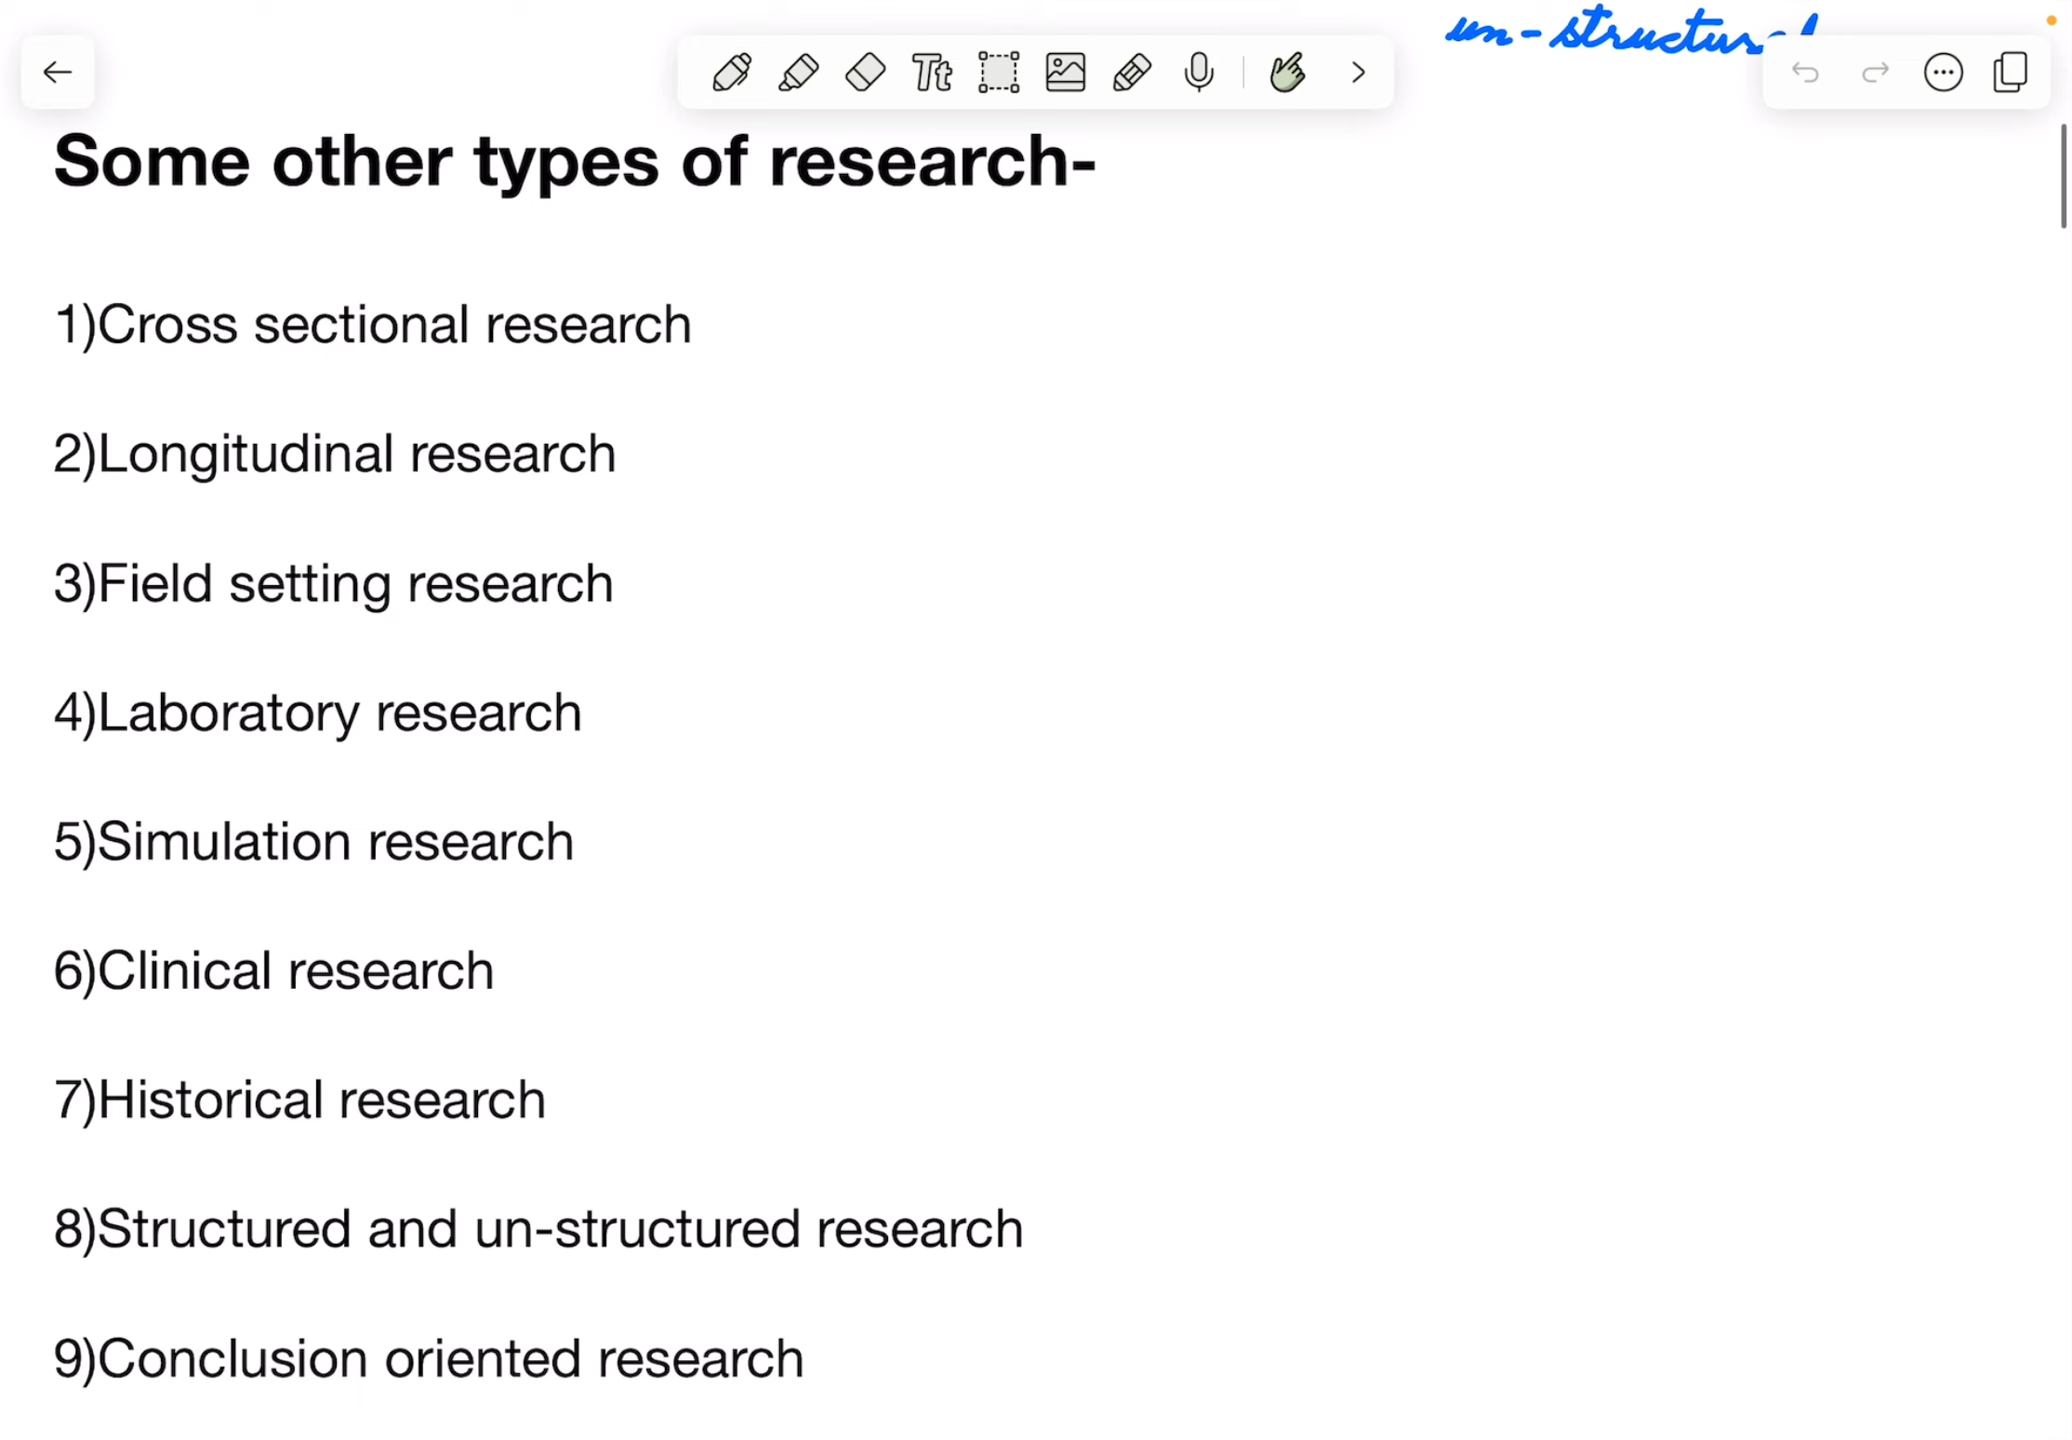 un-structur
Some other types of research-
1)Cross sectional research
2)Longitudinal research
3)Field setting research
4)Laboratory research
5)Simulation research
6)Clinical research
7)Historical research
8)Structured and un-structured research
9)Conclusion oriented research